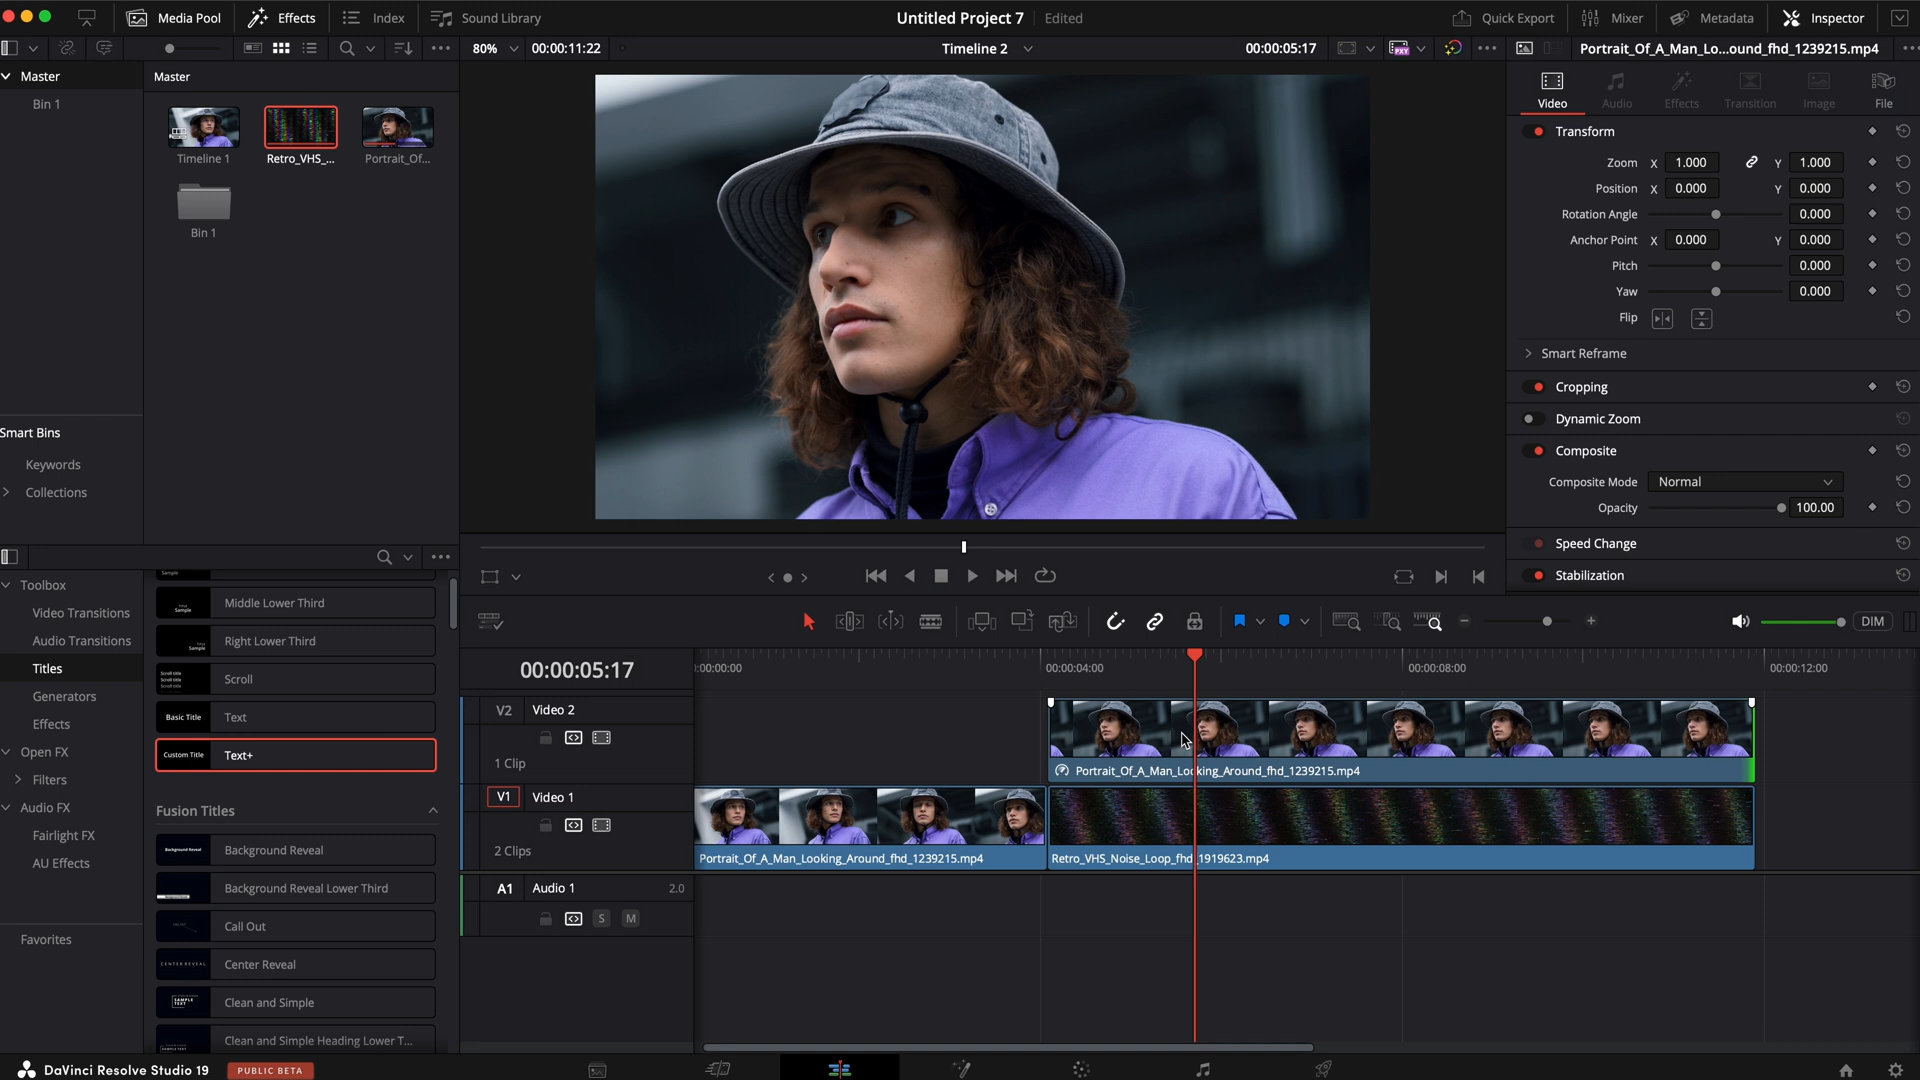 Media Pool
Effects
Index
Sound Library
Untitled Project 7
Edited
Quick Export
Mixer
Metadata
Inspector
80%
00:00:11:22
Timeline 2
00:00:05:17
PXY
Portrait_Of_A_Man_Lo...ound_fhd_1239215.mp4
Master
Master
Bin 1
Timeline 1
Retro_VHS_...
Portrait_Of...
Bin 1
Video
Audio
Effects
Transition
Image
File
Transform
Zoom X 1.000 Y 1.000
Position X 0.000 Y 0.000
Rotation Angle 0.000
Anchor Point X 0.000 Y 0.000
Pitch 0.000
Yaw 0.000
Flip
Smart Reframe
Cropping
Dynamic Zoom
Composite
Composite Mode Normal
Opacity 100.00
Speed Change
Stabilization
Smart Bins
Keywords
Collections
Toolbox
Video Transitions
Audio Transitions
Titles
Generators
Effects
Open FX
Filters
Audio FX
Fairlight FX
AU Effects
Favorites
Sample
Middle Lower Third
Right Lower Third
Scroll
Basic Title
Text
Custom Title
Text+
Fusion Titles
Background Reveal
Background Reveal
Background Reveal Lower Third
Call Out
CENTER REVEAL
Center Reveal
SAMPLE TEXT
Clean and Simple
Clean and Simple Heading Lower T...
DIM
00:00:05:17
:00:00:00
00:00:04:00
00:00:08:00
00:00:12:00
V2 Video 2
1 Clip
Portrait_Of_A_Man_Looking_Around_fhd_1239215.mp4
V1 Video 1
2 Clips
Portrait_Of_A_Man_Looking_Around_fhd_1239215.mp4
Retro_VHS_Noise_Loop_fhd_1919623.mp4
A1 Audio 1 2.0
S M
DaVinci Resolve Studio 19
PUBLIC BETA